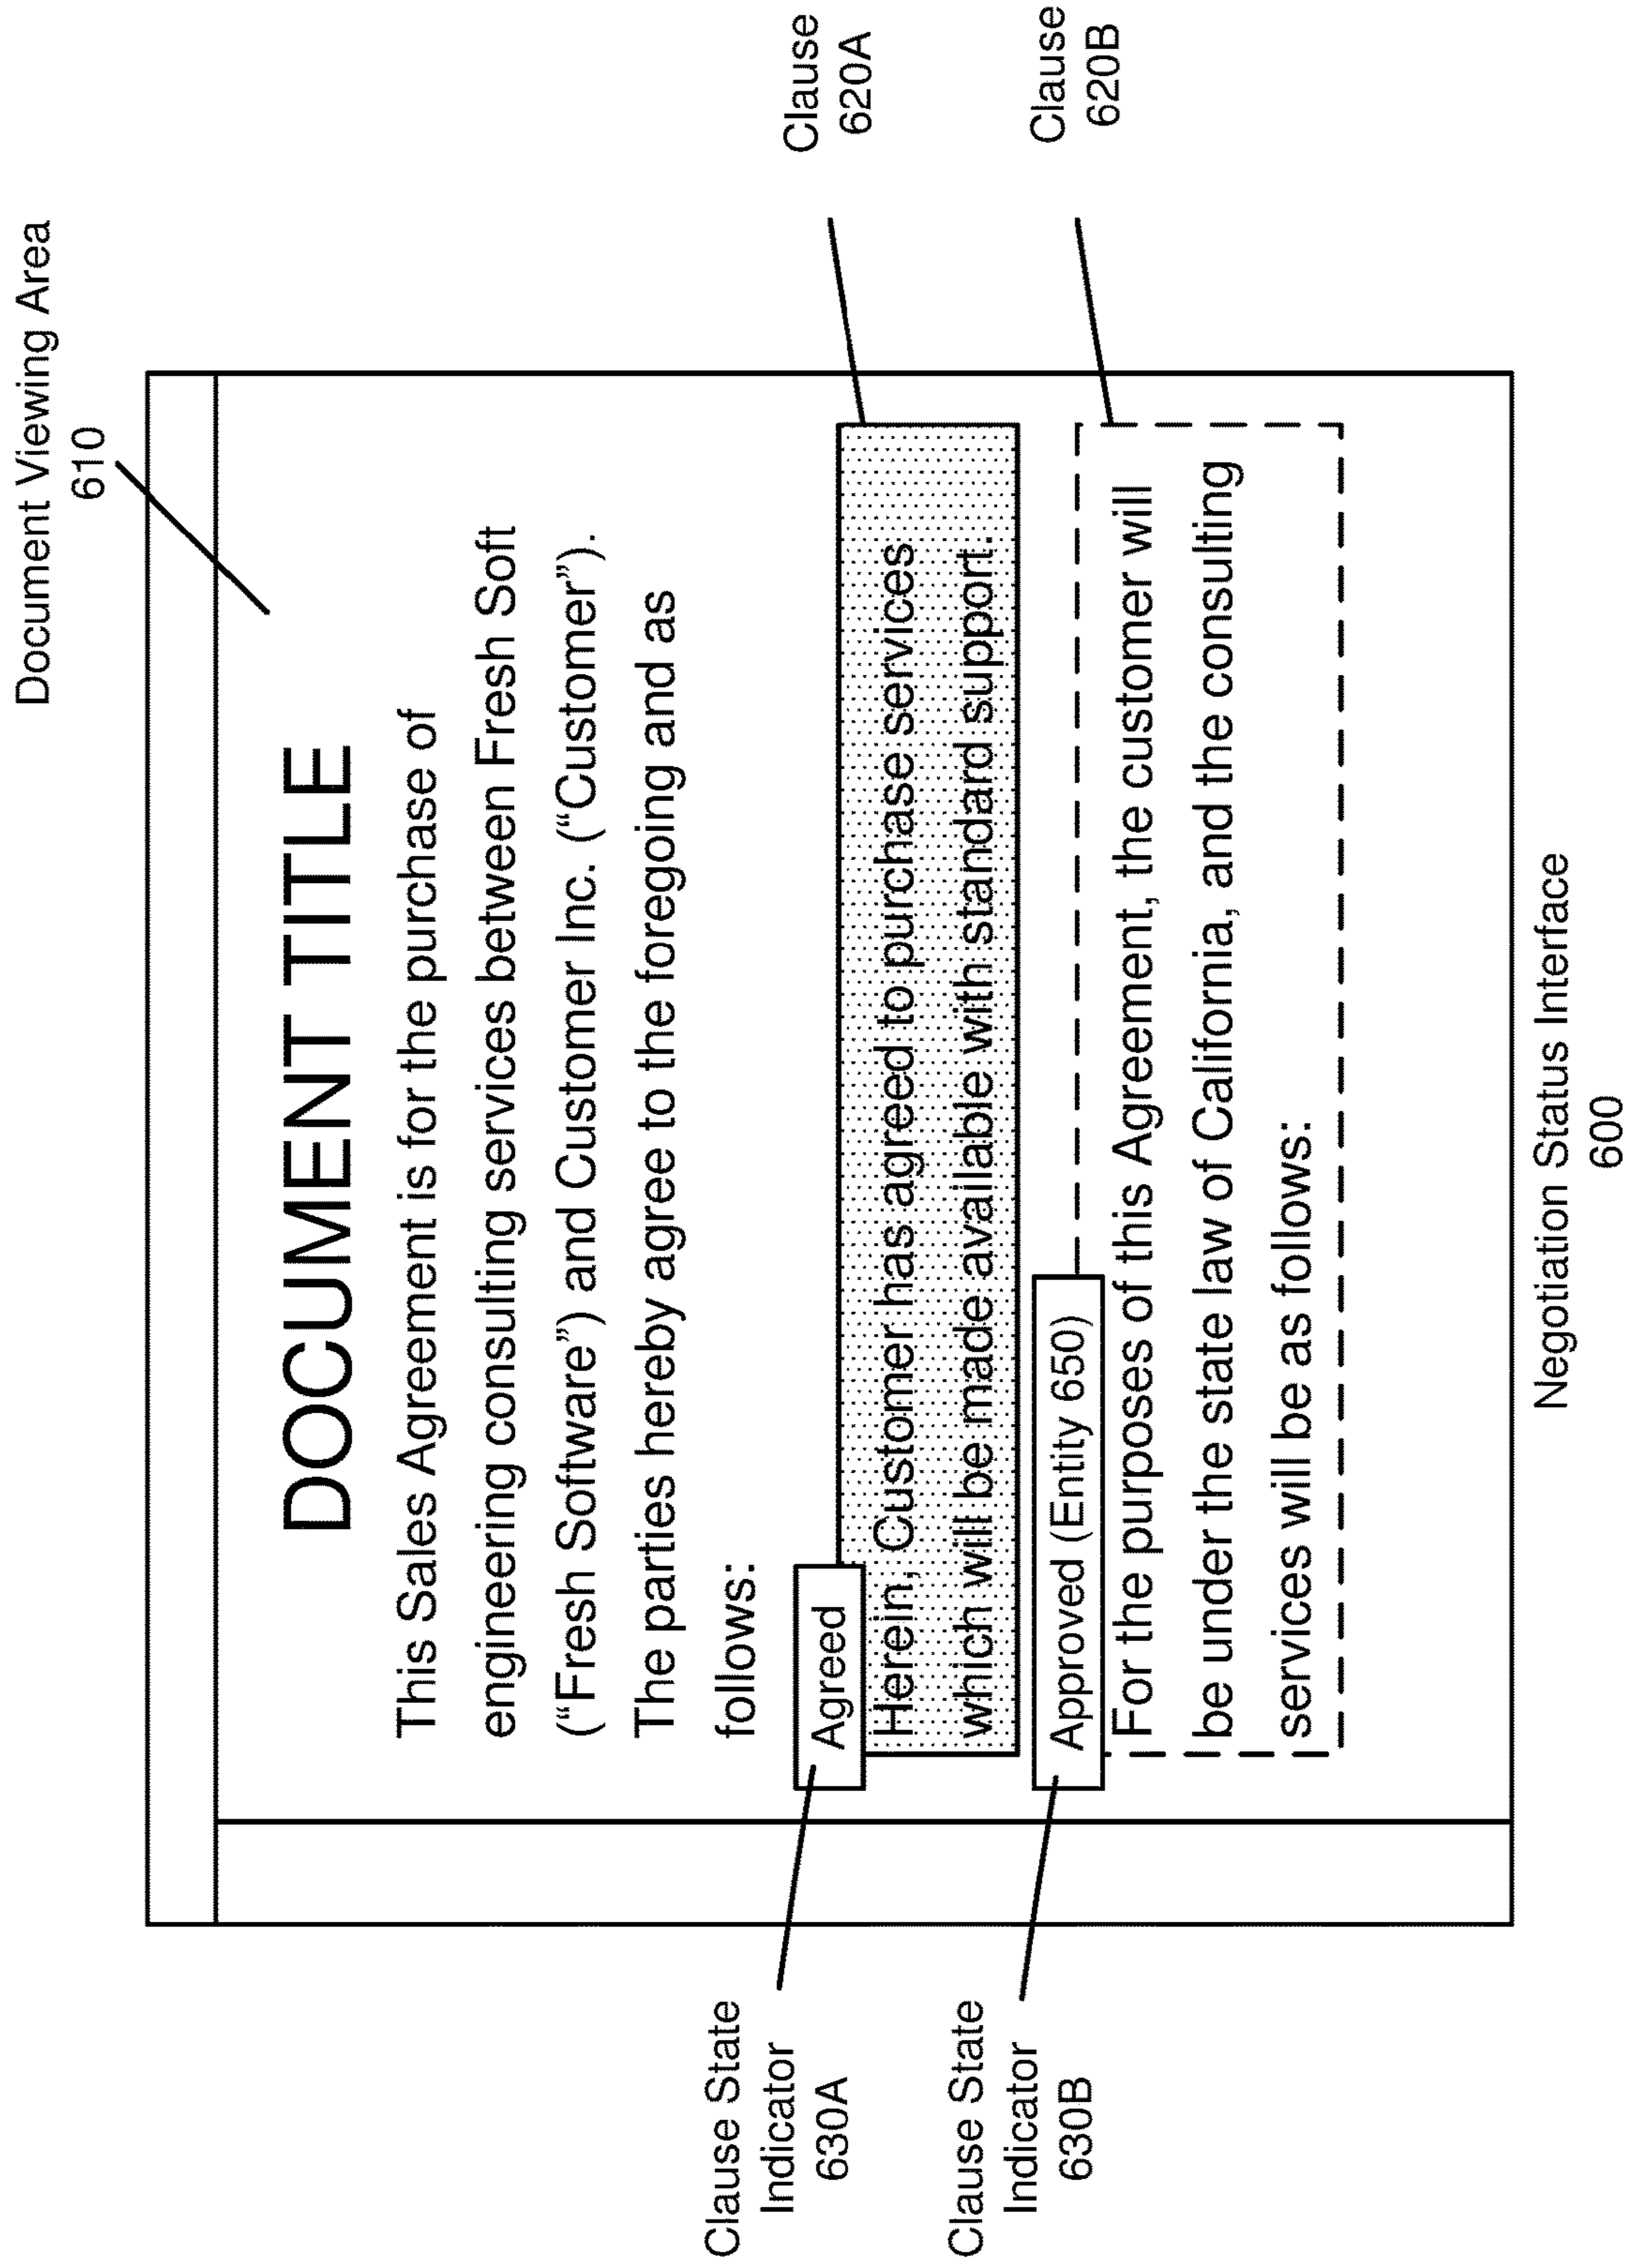 Document Viewing Area
610
DOCUMENT TITLE
This Sales Agreement is for the purchase of
engineering consulting services between Fresh Soft
(“Fresh Software”) and Customer Inc. (“Customer”).
The parties hereby agree to the foregoing and as
follows:
Clause State
Indicator
630A
Agreed
Clause
620A
Herein, Customer has agreed to purchase services
which will be made available with standard support.
Clause State
Indicator
630B
Approved (Entity 650)
Clause
620B
For the purposes of this Agreement, the customer will
be under the state law of California, and the consulting
services will be as follows:
Negotiation Status Interface
600